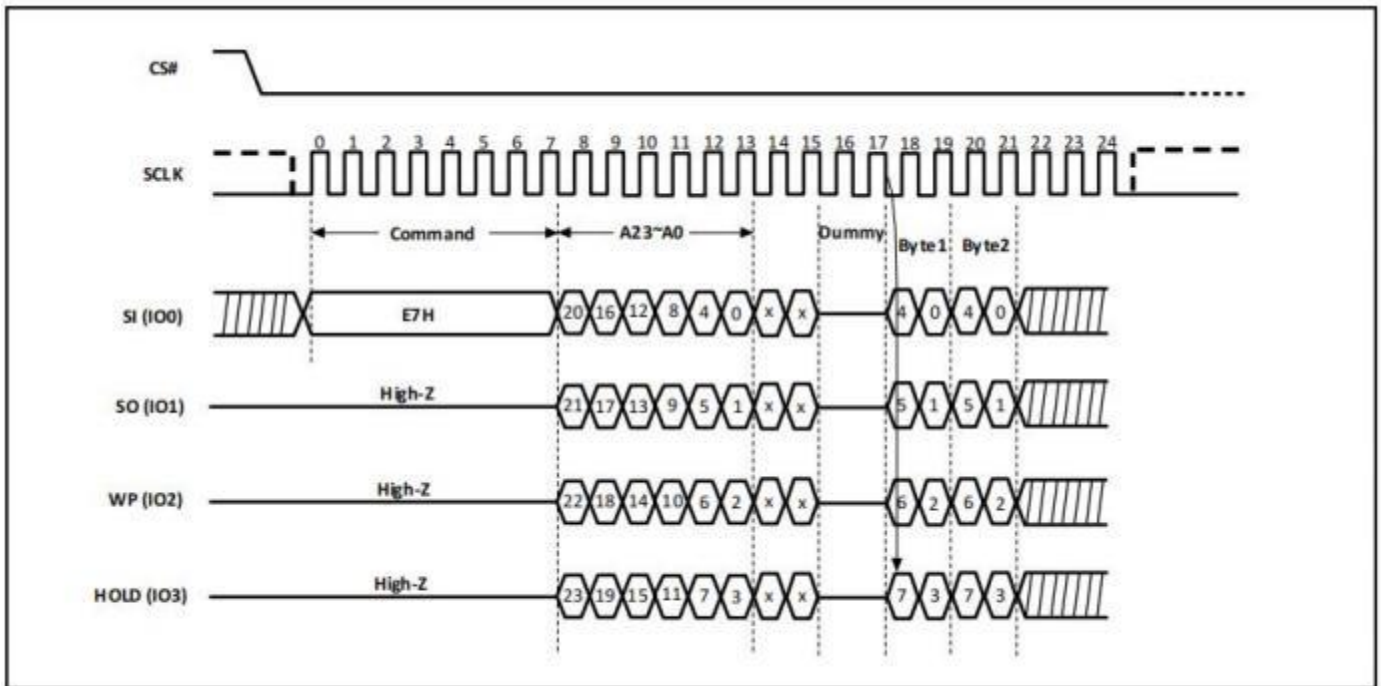 CS#
0 1 2 3 4 5 6 7 8 9 10 11 12 13 14 15 16 17 18 19 20 21 22 23 24
SCLK
Command A23~A0 Dummy Byte1 Byte2
SI (IO0) E7H 20 16 12 8 4 0 x x 4 0 4 0
High-Z
SO (IO1) 21 17 13 9 5 1 x x 5 1 5 1
High-Z
WP (IO2) 22 18 14 10 6 2 x x 6 2 6 2
High-Z
HOLD (IO3) 23 19 15 11 7 3 x x 7 3 7 3